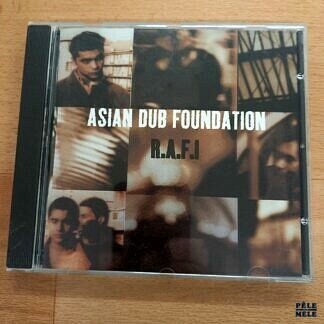 ASIAN DUB FOUNDATION
R.A.F.I
PÊLE
MÊLE